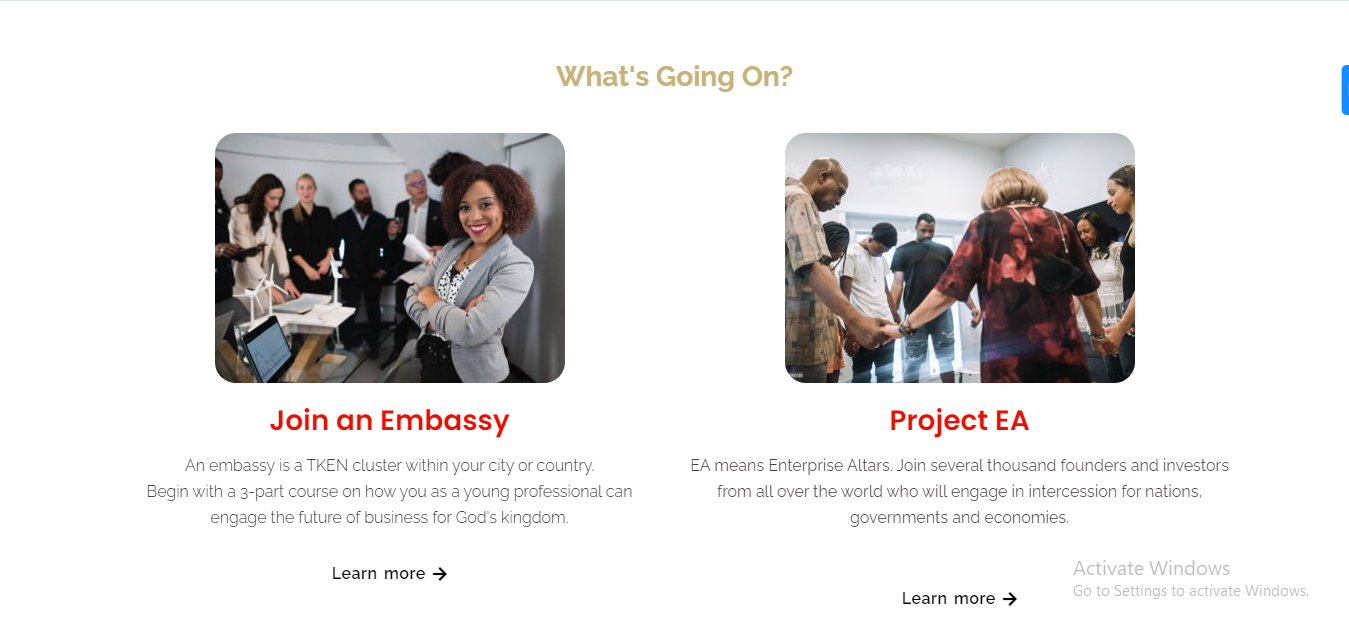 What's Going On?
Join an Embassy
An embassy is a TKEN cluster within your city or country.
Begin with a 3-part course on how you as a young professional can
engage the future of business for God's kingdom.
Learn more
Project EA
EA means Enterprise Altars. Join several thousand founders and investors
from all over the world who will engage in intercession for nations,
governments and economies.
Learn more
Activate Windows
Go to Settings to activate Windows.